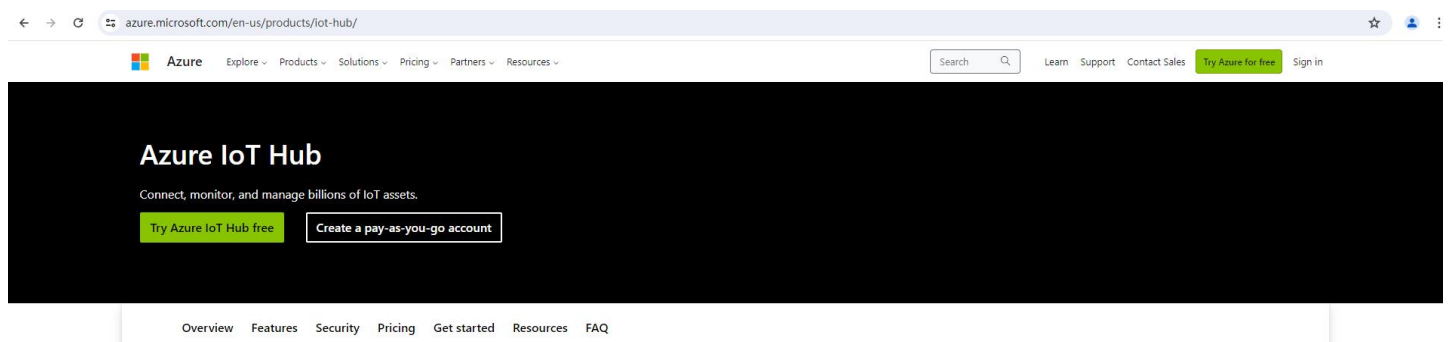 azure.microsoft.com/en-us/products/iot-hub/
Azure Explore Products Solutions Pricing Partners Resources Search Learn Support Contact Sales Try Azure for free Sign in
Azure IoT Hub
Connect, monitor, and manage billions of IoT assets.
Try Azure IoT Hub free Create a pay-as-you-go account
Overview Features Security Pricing Get started Resources FAQ